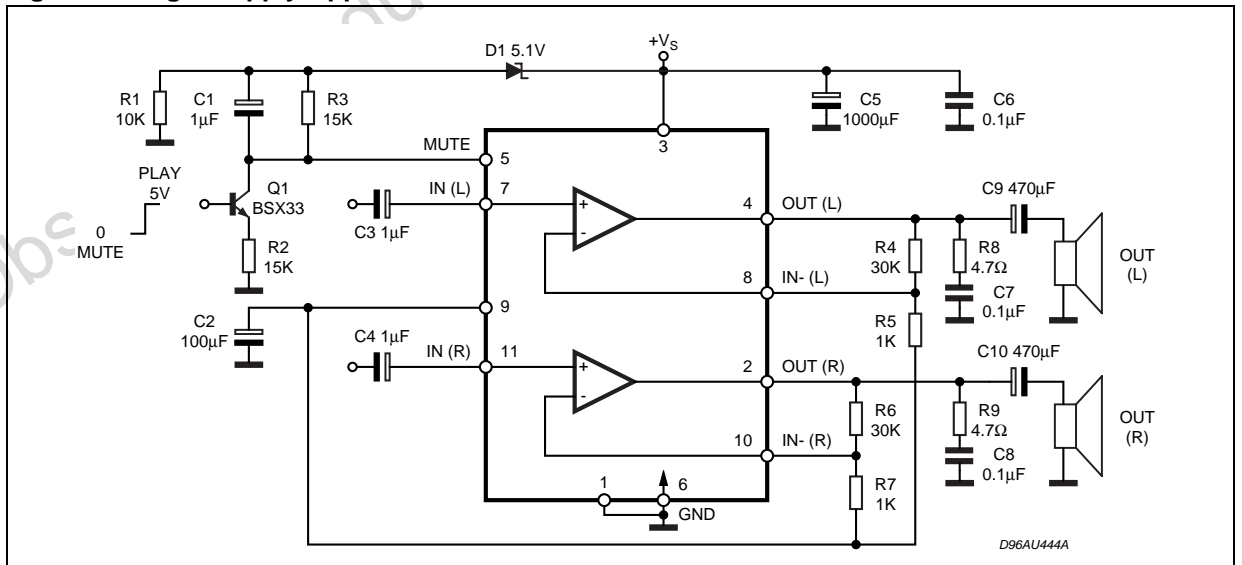 D1 5.1V
+VS
R1
10K
C1
1µF
R3
15K
C5
1000µF
C6
0.1µF
MUTE
5
3
PLAY
5V
0
MUTE
Q1
BSX33
R2
15K
IN (L)
7
C3 1µF
+
-
4
OUT (L)
C9 470µF
R4
30K
R8
4.7Ω
OUT
(L)
8
IN- (L)
C7
0.1µF
R5
1K
9
C2
100µF
C4 1µF
IN (R)
11
+
-
2
OUT (R)
C10 470µF
R6
30K
R9
4.7Ω
OUT
(R)
10
IN- (R)
C8
0.1µF
R7
1K
1
6
GND
D96AU444A